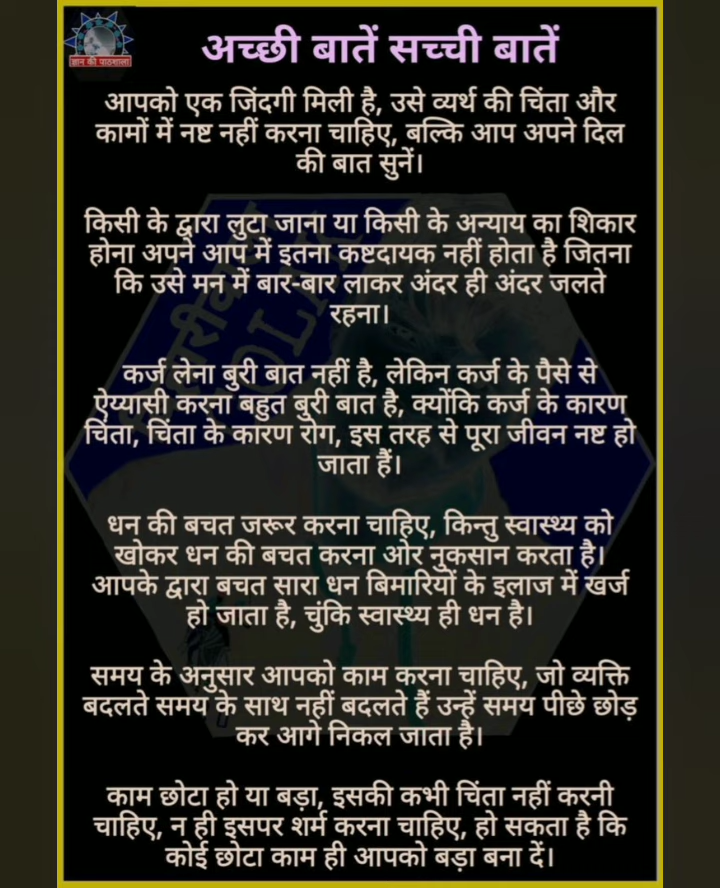 ज्ञान की पाठशाला
अच्छी बातें सच्ची बातें
आपको एक जिंदगी मिली है, उसे व्यर्थ की चिंता और
कामों में नष्ट नहीं करना चाहिए, बल्कि आप अपने दिल
की बात सुनें।
किसी के द्वारा लुटा जाना या किसी के अन्याय का शिकार
होना अपने आप में इतना कष्टदायक नहीं होता है जितना
कि उसे मन में बार-बार लाकर अंदर ही अंदर जलते
रहना।
कर्ज लेना बुरी बात नहीं है, लेकिन कर्ज के पैसे से
ऐय्यासी करना बहुत बुरी बात है, क्योंकि कर्ज के कारण
चिंता, चिंता के कारण रोग, इस तरह से पूरा जीवन नष्ट हो
जाता हैं।
धन की बचत जरूर करना चाहिए, किन्तु स्वास्थ्य को
खोकर धन की बचत करना ओर नुकसान करता है।
आपके द्वारा बचत सारा धन बिमारियों के इलाज में खर्ज
हो जाता है, चुंकि स्वास्थ्य ही धन है।
समय के अनुसार आपको काम करना चाहिए, जो व्यक्ति
बदलते समय के साथ नहीं बदलते हैं उन्हें समय पीछे छोड़
कर आगे निकल जाता है।
काम छोटा हो या बड़ा, इसकी कभी चिंता नहीं करनी
चाहिए, न ही इसपर शर्म करना चाहिए, हो सकता है कि
कोई छोटा काम ही आपको बड़ा बना दें।